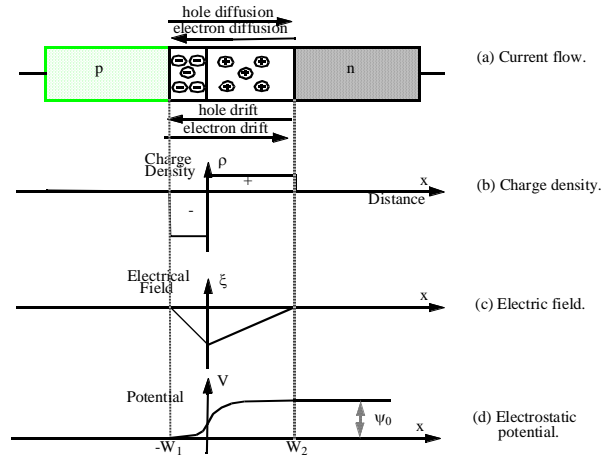 hole diffusion
electron diffusion
(a) Current flow.
p
n
hole drift
electron drift
Charge
Density
ρ
+
x
(b) Charge density.
Distance
-
Electrical
Field
ξ
x
(c) Electric field.
V
Potential
ψ0
x
(d) Electrostatic
potential.
-W1
W2